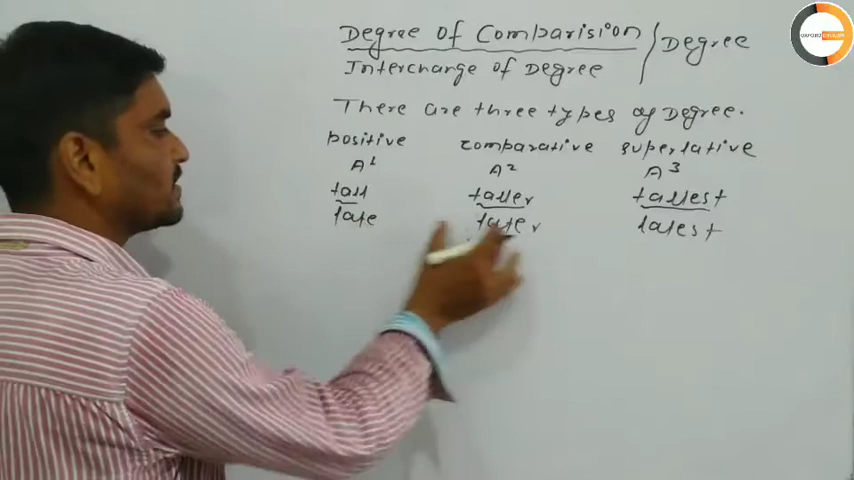 Degree of Comparision / Degree
Interchange of Degree
There are three types of Degree.
positive comparative superlative
A1 A2 A3
tall taller tallest
late later latest